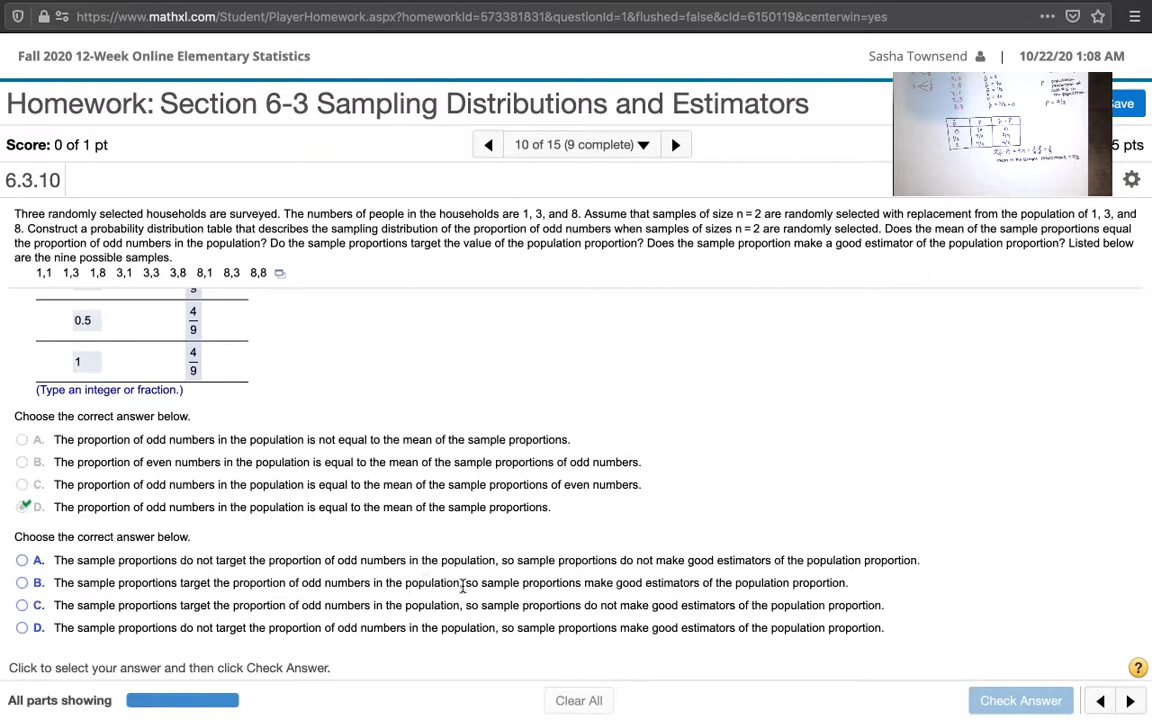 https://www.mathxl.com/Student/PlayerHomework.aspx?homeworkId=573381831&questionId=1&flushed=false&cId=6150119&centerwin=yes
Fall 2020 12-Week Online Elementary Statistics
Sasha Townsend | 10/22/20 1:08 AM
Homework: Section 6-3 Sampling Distributions and Estimators
Score: 0 of 1 pt
10 of 15 (9 complete)
5 pts
6.3.10
Three randomly selected households are surveyed. The numbers of people in the households are 1, 3, and 8. Assume that samples of size n = 2 are randomly selected with replacement from the population of 1, 3, and
8. Construct a probability distribution table that describes the sampling distribution of the proportion of odd numbers when samples of sizes n = 2 are randomly selected. Does the mean of the sample proportions equal
the proportion of odd numbers in the population? Do the sample proportions target the value of the population proportion? Does the sample proportion make a good estimator of the population proportion? Listed below
are the nine possible samples.
1,1 1,3 1,8 3,1 3,3 3,8 8,1 8,3 8,8
9
0.5 4/9
1 4/9
(Type an integer or fraction.)
Choose the correct answer below.
A. The proportion of odd numbers in the population is not equal to the mean of the sample proportions.
B. The proportion of even numbers in the population is equal to the mean of the sample proportions of odd numbers.
C. The proportion of odd numbers in the population is equal to the mean of the sample proportions of even numbers.
D. The proportion of odd numbers in the population is equal to the mean of the sample proportions.
Choose the correct answer below.
A. The sample proportions do not target the proportion of odd numbers in the population, so sample proportions do not make good estimators of the population proportion.
B. The sample proportions target the proportion of odd numbers in the population, so sample proportions make good estimators of the population proportion.
C. The sample proportions target the proportion of odd numbers in the population, so sample proportions do not make good estimators of the population proportion.
D. The sample proportions do not target the proportion of odd numbers in the population, so sample proportions make good estimators of the population proportion.
Click to select your answer and then click Check Answer.
?
All parts showing
Clear All
Check Answer